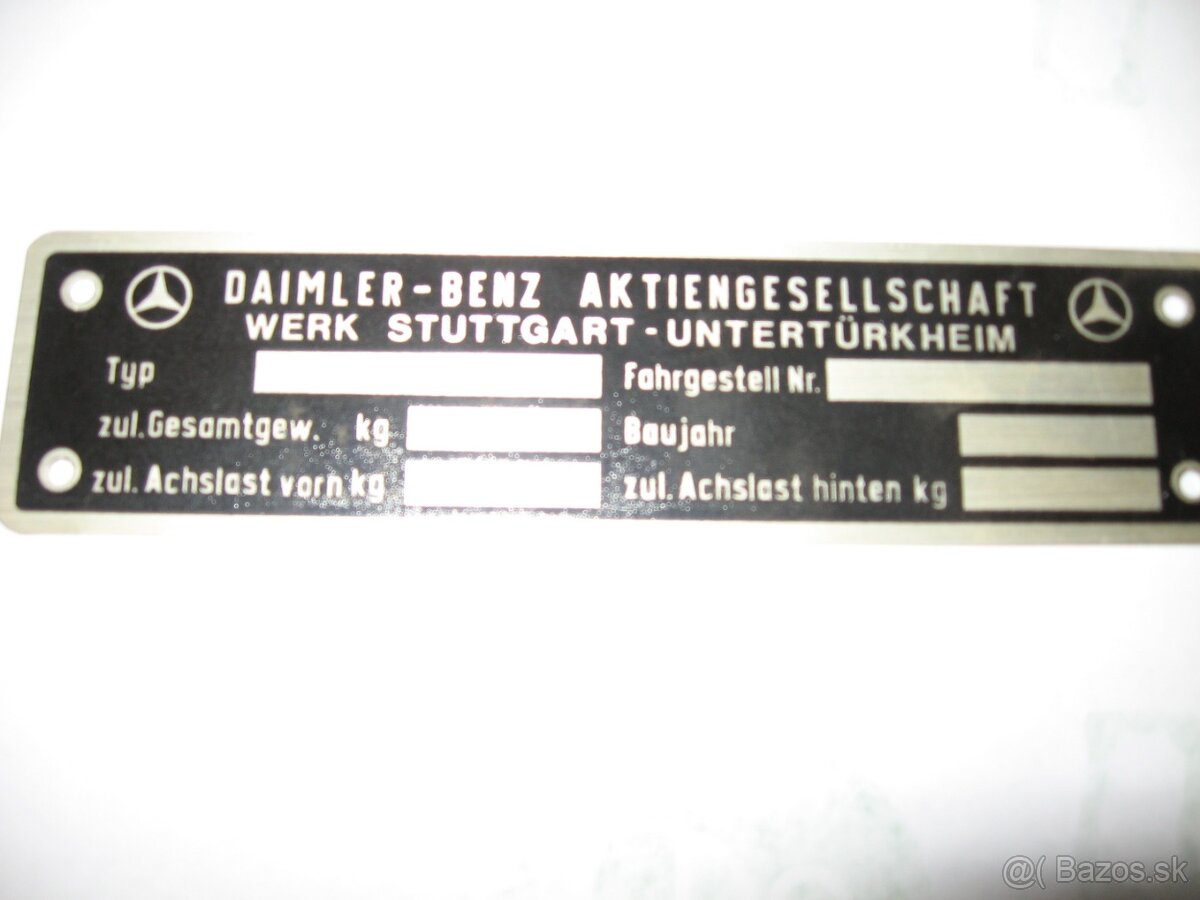 DAIMLER-BENZ AKTIENGESELLSCHAFT
WERK STUTTGART-UNTERTÜRKHEIM
Typ Fahrgestell Nr.
zul. Gesamtgew. kg Baujahr
zul. Achslast vorn kg zul. Achslast hinten kg
@( Bazos.sk